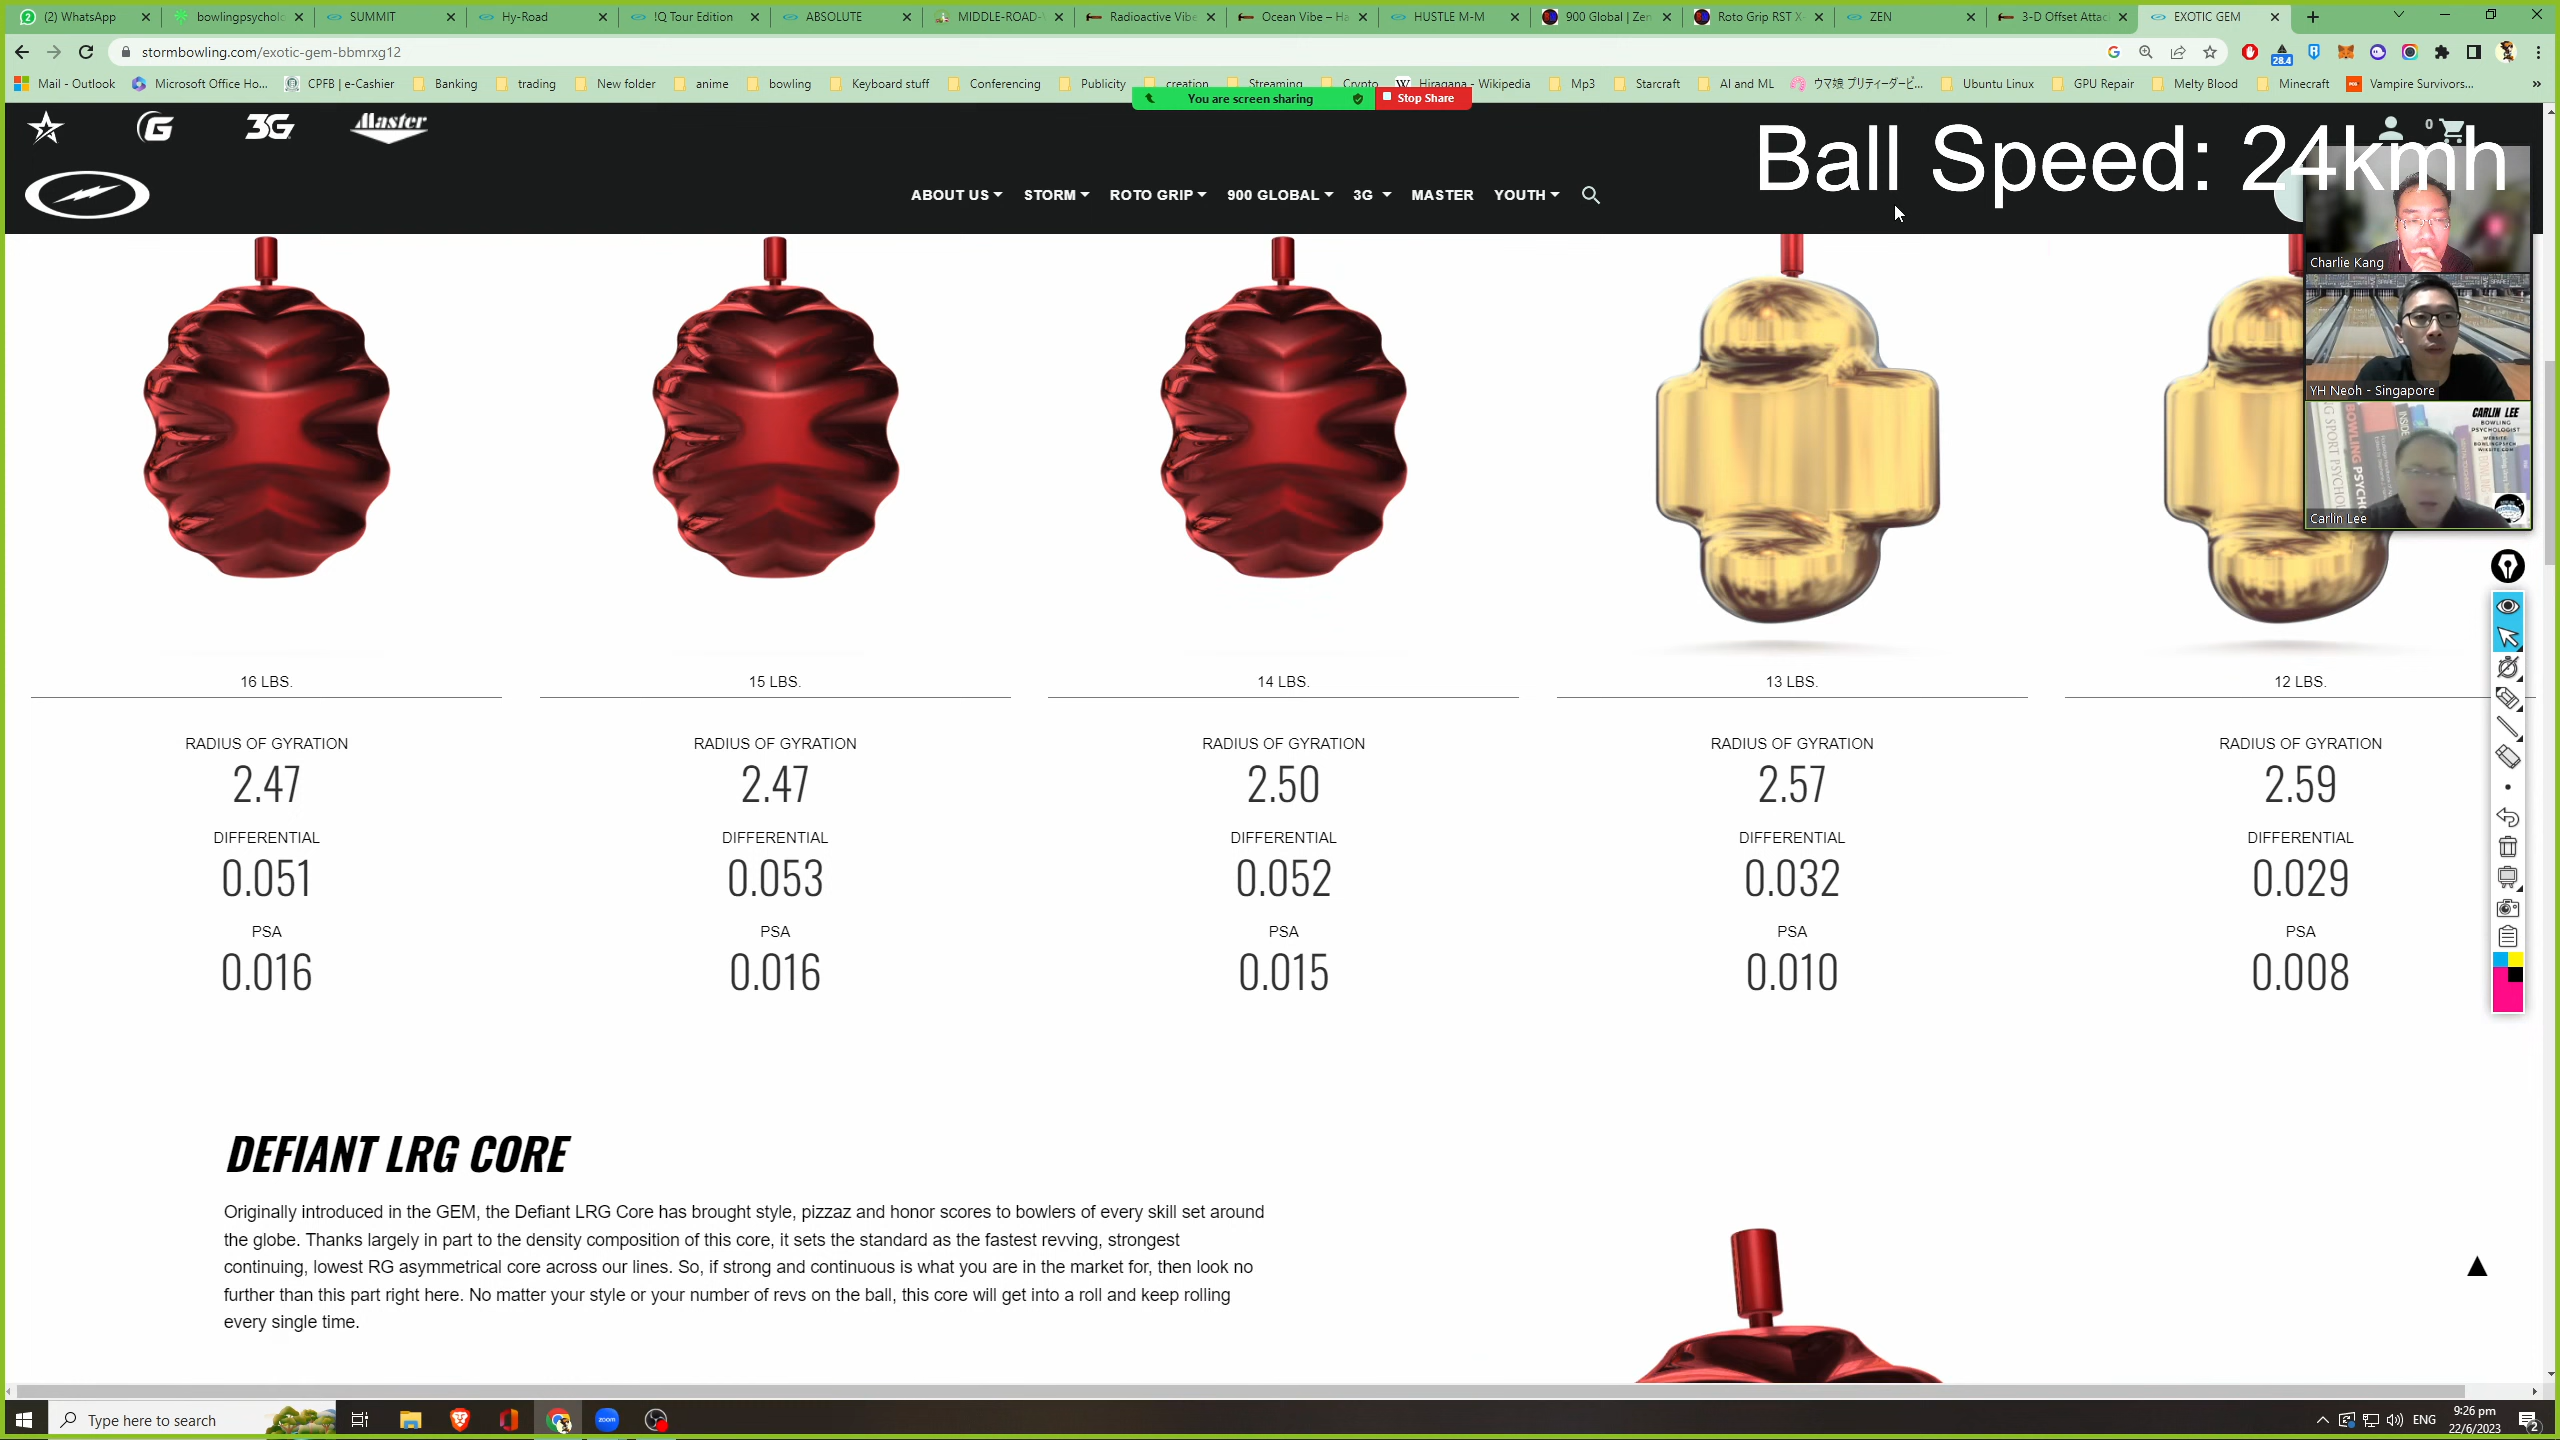 (2) WhatsApp
bowlingpsycholo
SUMMIT
Hy-Road
!Q Tour Edition
ABSOLUTE
MIDDLE-ROAD-
Radioactive Vibe
Ocean Vibe – Ha
HUSTLE M-M
900 Global | Zen
Roto Grip RST X-
ZEN
3-D Offset Attac
EXOTIC GEM
stormbowling.com/exotic-gem-bbmrxg12
28.4
Mail - Outlook
Microsoft Office Ho...
CPFB | e-Cashier
Banking
trading
New folder
anime
bowling
Keyboard stuff
Conferencing
Publicity
creation
Streaming
Crypto
Hiragana - Wikipedia
Mp3
Starcraft
AI and ML
ウマ娘 プリティーダービ...
Ubuntu Linux
GPU Repair
Melty Blood
Minecraft
Vampire Survivors...
You are screen sharing
Stop Share
3G
Master
0
Ball Speed: 24kmh
ABOUT US
STORM
ROTO GRIP
900 GLOBAL
3G
MASTER
YOUTH
Charlie Kang
YH Neoh - Singapore
CARLIN LEE
BOWLING
PSYCHOLOGIST
WEBSITE
Carlin Lee
16 LBS.
15 LBS.
14 LBS.
13 LBS.
12 LBS.
RADIUS OF GYRATION
RADIUS OF GYRATION
RADIUS OF GYRATION
RADIUS OF GYRATION
RADIUS OF GYRATION
2.47
2.47
2.50
2.57
2.59
DIFFERENTIAL
DIFFERENTIAL
DIFFERENTIAL
DIFFERENTIAL
DIFFERENTIAL
0.051
0.053
0.052
0.032
0.029
PSA
PSA
PSA
PSA
PSA
0.016
0.016
0.015
0.010
0.008
DEFIANT LRG CORE
Originally introduced in the GEM, the Defiant LRG Core has brought style, pizzaz and honor scores to bowlers of every skill set around
the globe. Thanks largely in part to the density composition of this core, it sets the standard as the fastest revving, strongest
continuing, lowest RG asymmetrical core across our lines. So, if strong and continuous is what you are in the market for, then look no
further than this part right here. No matter your style or your number of revs on the ball, this core will get into a roll and keep rolling
every single time.
Type here to search
zoom
ENG
9:26 pm
22/6/2023
2